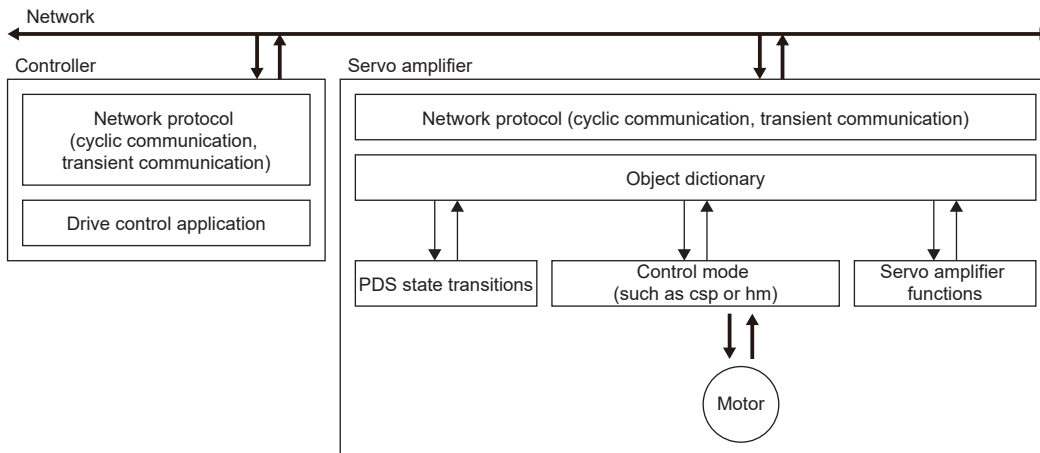 Network
Controller
Network protocol
(cyclic communication,
transient communication)
Drive control application
Servo amplifier
Network protocol (cyclic communication, transient communication)
Object dictionary
PDS state transitions
Control mode
(such as csp or hm)
Servo amplifier
functions
Motor